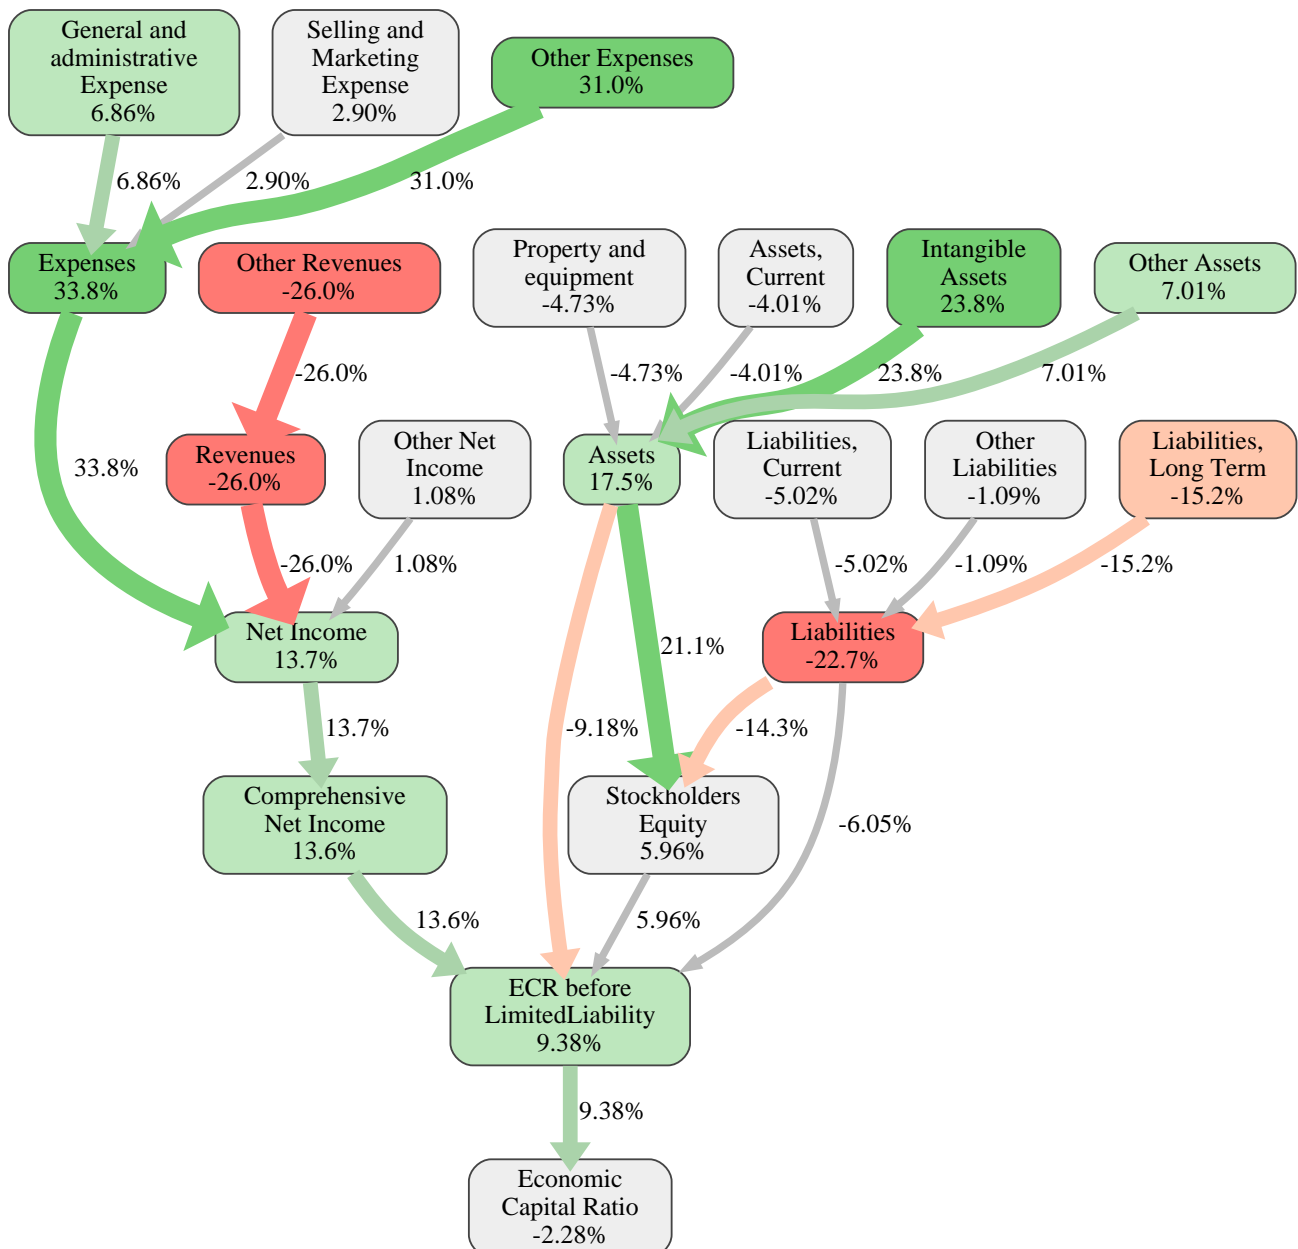 General and
administrative
Expense
6.86%
Selling and
Marketing
Expense
2.90%
Other Expenses
31.0%
6.86%
2.90%
31.0%
Expenses
33.8%
Other Revenues
-26.0%
Property and
equipment
-4.73%
Assets,
Current
-4.01%
Intangible
Assets
23.8%
Other Assets
7.01%
-26.0%
-4.73%
-4.01%
23.8%
7.01%
33.8%
Revenues
-26.0%
Other Net
Income
1.08%
Assets
17.5%
Liabilities,
Current
-5.02%
Other
Liabilities
-1.09%
Liabilities,
Long Term
-15.2%
-26.0%
1.08%
-5.02%
-1.09%
-15.2%
Net Income
13.7%
21.1%
Liabilities
-22.7%
13.7%
-9.18%
-14.3%
Comprehensive
Net Income
13.6%
Stockholders
Equity
5.96%
-6.05%
13.6%
5.96%
ECR before
LimitedLiability
9.38%
9.38%
Economic
Capital Ratio
-2.28%